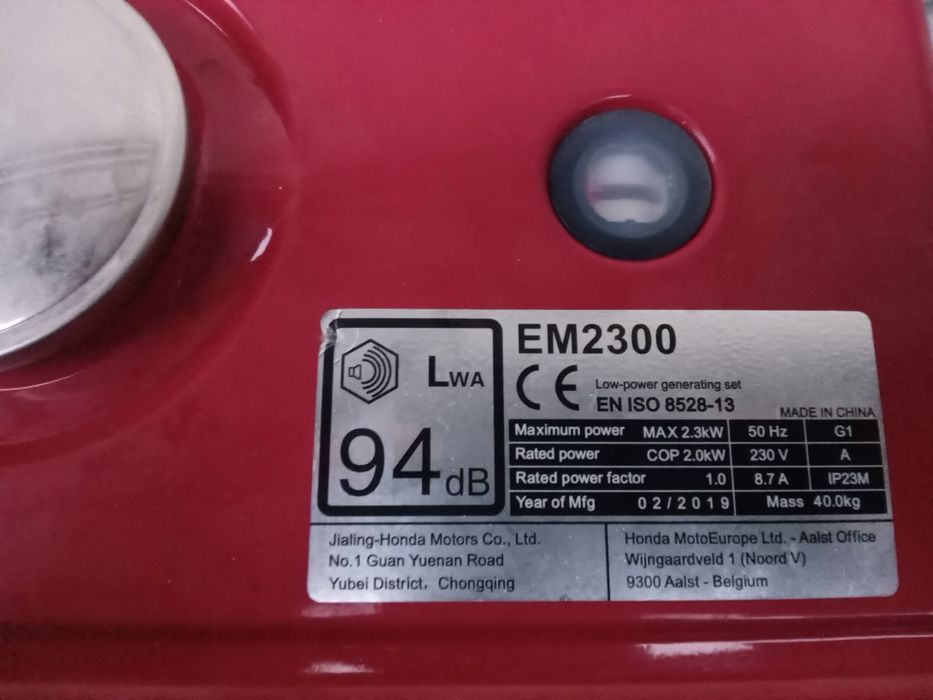 LWA
94dB
EM2300
CE
Low-power generating set
EN ISO 8528-13
MADE IN CHINA
Maximum power MAX 2.3kW 50 Hz G1
Rated power COP 2.0kW 230 V A
Rated power factor 1.0 8.7 A IP23M
Year of Mfg 02/2019 Mass 40.0kg
Jialing-Honda Motors Co., Ltd.
No.1 Guan Yuenan Road
Yubei District, Chongqing
Honda MotoEurope Ltd. - Aalst Office
Wijngaardveld 1 (Noord V)
9300 Aalst - Belgium